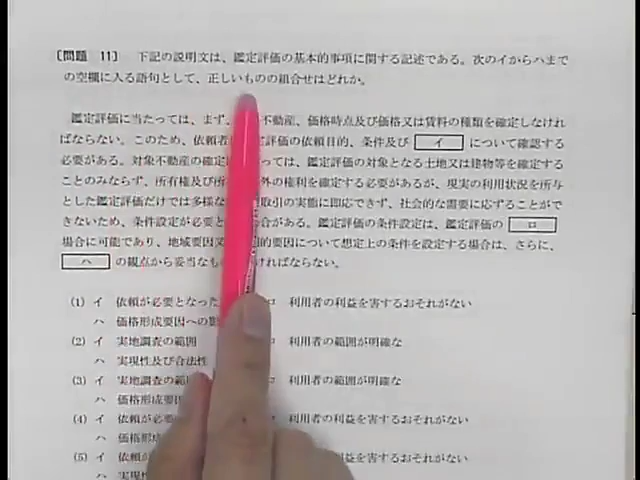 〔問題 11〕 下記の説明文は、鑑定評価の基本的事項に関する記述である。次のイからハまで
の空欄に入る語句として、正しいものの組合せはどれか。
鑑定評価に当たっては、まず、 不動産、価格時点及び価格又は賃料の種類を確定しなけれ
ばならない。このため、依頼者 評価の依頼目的、条件及び イ について確認する
必要がある。対象不動産の確定 っては、鑑定評価の対象となる土地又は建物等を確定する
ことのみならず、所有権及び所 外の権利を確定する必要があるが、現実の利用状況を所与
とした鑑定評価だけでは多様な 取引の実態に即応できず、社会的な需要に応ずることがで
きないため、条件設定が必要と 合がある。鑑定評価の条件設定は、鑑定評価の ロ
場合に可能であり、地域要因又 的要因について想定上の条件を設定する場合は、さらに、
ハ の観点から妥当なも ければならない。
(1) イ 依頼が必要となった ロ 利用者の利益を害するおそれがない
ハ 価格形成要因への影
(2) イ 実地調査の範囲 ロ 利用者の範囲が明確な
ハ 実現性及び合法性
(3) イ 実地調査の範 ロ 利用者の範囲が明確な
ハ 価格
(4) イ 依頼が必要 利用者の利益を害するおそれがない
ハ 価格形
(5) イ 依頼が 利用者の範囲が明確な
ハ 実現